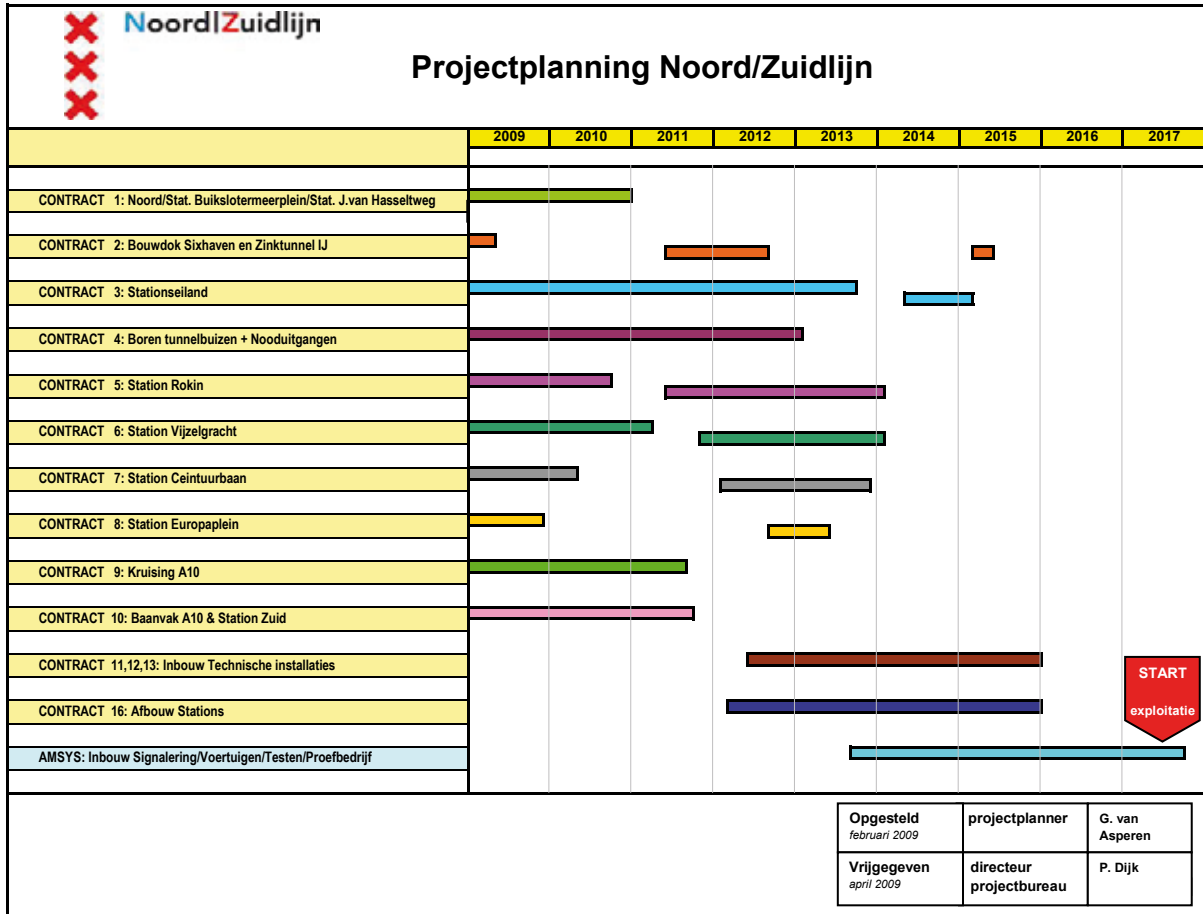 Noord|Zuidlijn
Projectplanning Noord/Zuidlijn
2009 2010 2011 2012 2013 2014 2015 2016 2017
CONTRACT 1: Noord/Stat. Buikslotermeerplein/Stat. J.van Hasseltweg
CONTRACT 2: Bouwdok Sixhaven en Zinktunnel IJ
CONTRACT 3: Stationseiland
CONTRACT 4: Boren tunnelbuizen + Nooduitgangen
CONTRACT 5: Station Rokin
CONTRACT 6: Station Vijzelgracht
CONTRACT 7: Station Ceintuurbaan
CONTRACT 8: Station Europaplein
CONTRACT 9: Kruising A10
CONTRACT 10: Baanvak A10 & Station Zuid
CONTRACT 11,12,13: Inbouw Technische installaties
CONTRACT 16: Afbouw Stations
AMSYS: Inbouw Signalering/Voertuigen/Testen/Proefbedrijf
START
exploitatie
Opgesteld
februari 2009
projectplanner
G. van
Asperen
Vrijgegeven
april 2009
directeur
projectbureau
P. Dijk